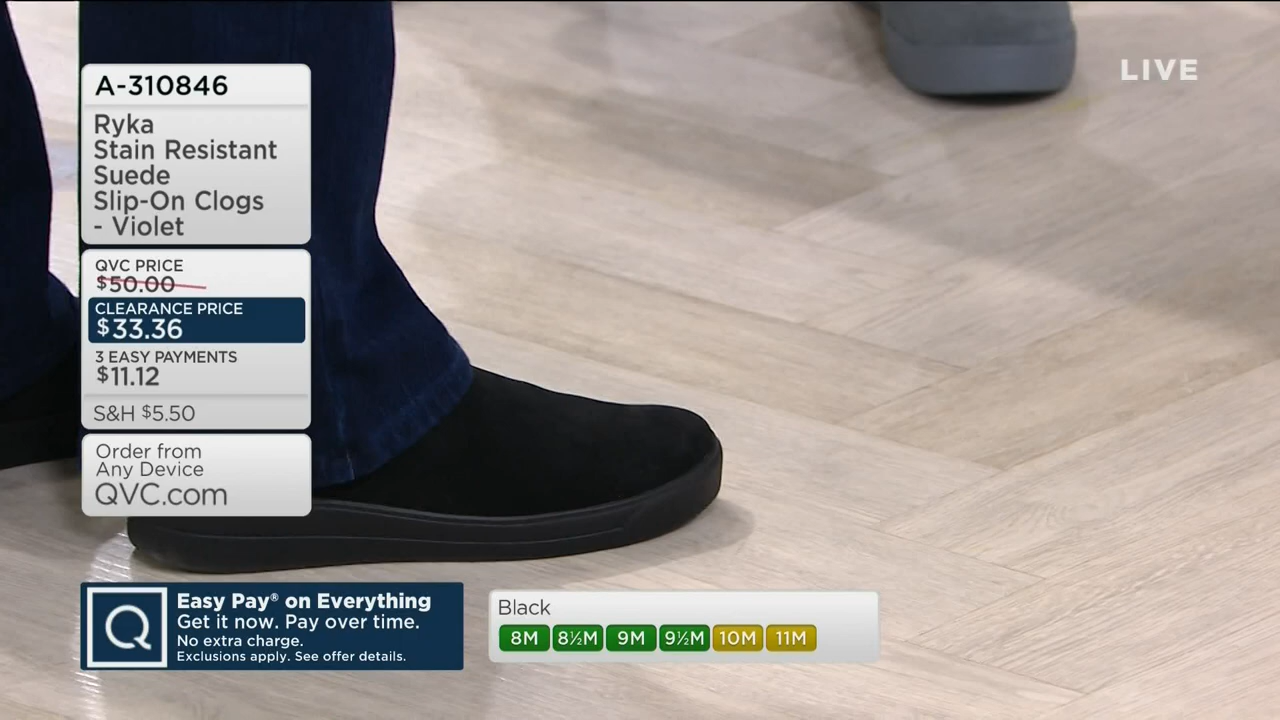 LIVE
A-310846
Ryka
Stain Resistant
Suede
Slip-On Clogs
- Violet
QVC PRICE
$50.00
CLEARANCE PRICE
$33.36
3 EASY PAYMENTS
$11.12
S&H $5.50
Order from
Any Device
QVC.com
Q
Easy Pay® on Everything
Get it now. Pay over time.
No extra charge.
Exclusions apply. See offer details.
Black
8M 8½M 9M 9½M 10M 11M